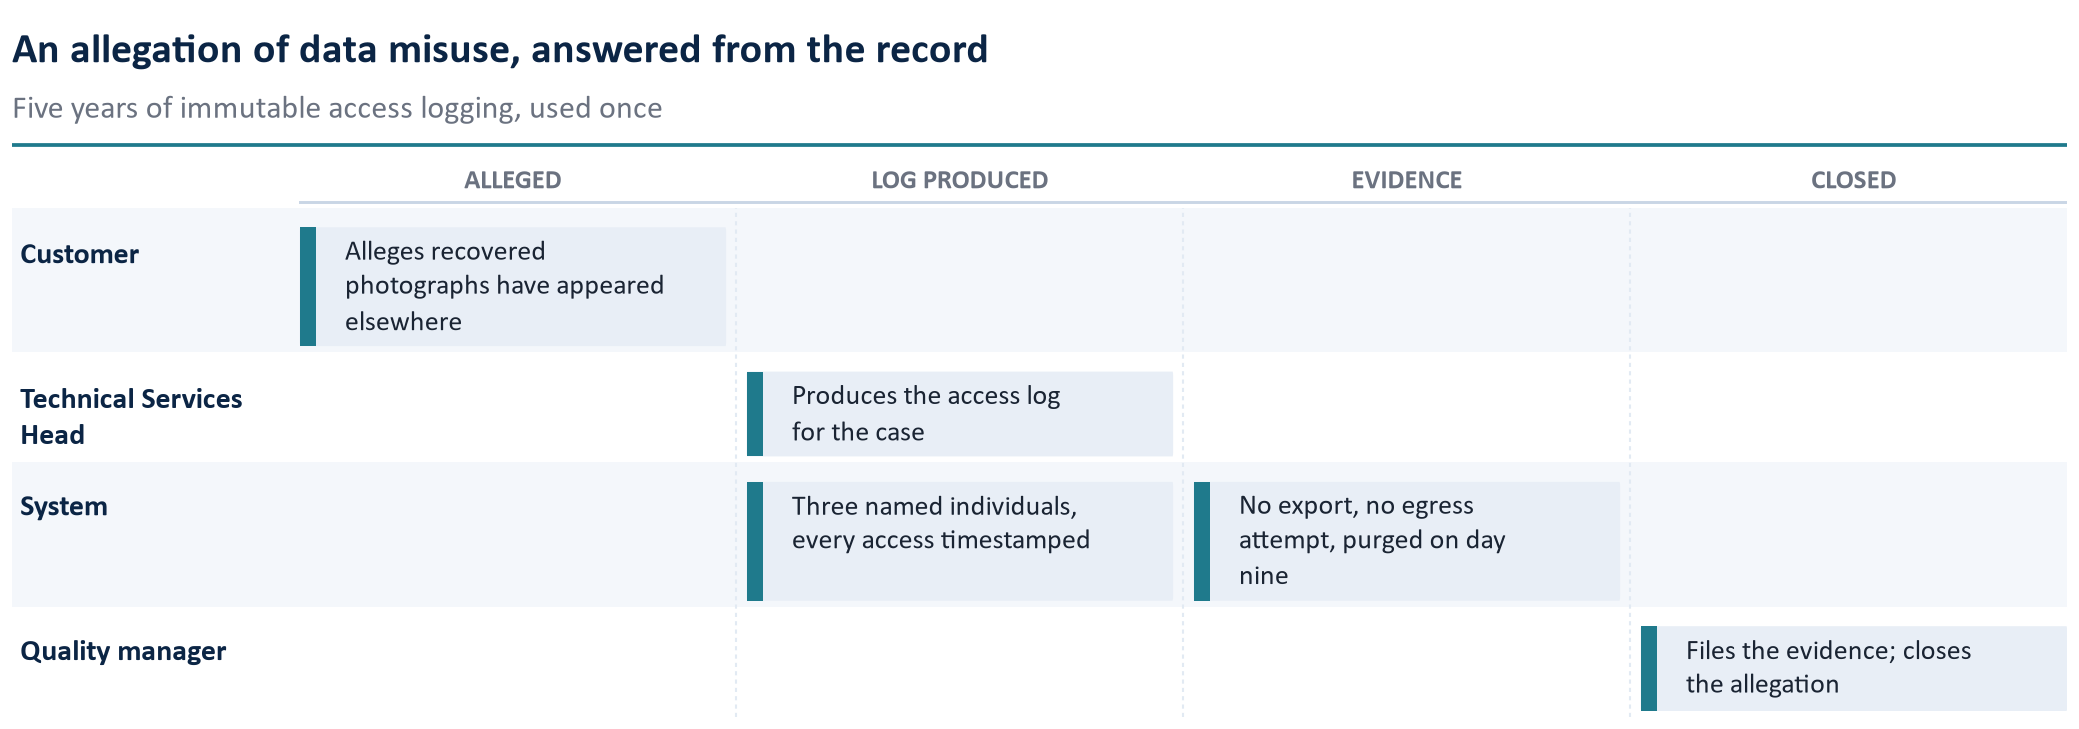 An allegation of data misuse, answered from the record
Five years of immutable access logging, used once
ALLEGED
LOG PRODUCED
EVIDENCE
CLOSED
Customer
Alleges recovered
photographs have appeared
elsewhere
Technical Services
Head
Produces the access log
for the case
System
Three named individuals,
every access timestamped
No export, no egress
attempt, purged on day
nine
Quality manager
Files the evidence; closes
the allegation